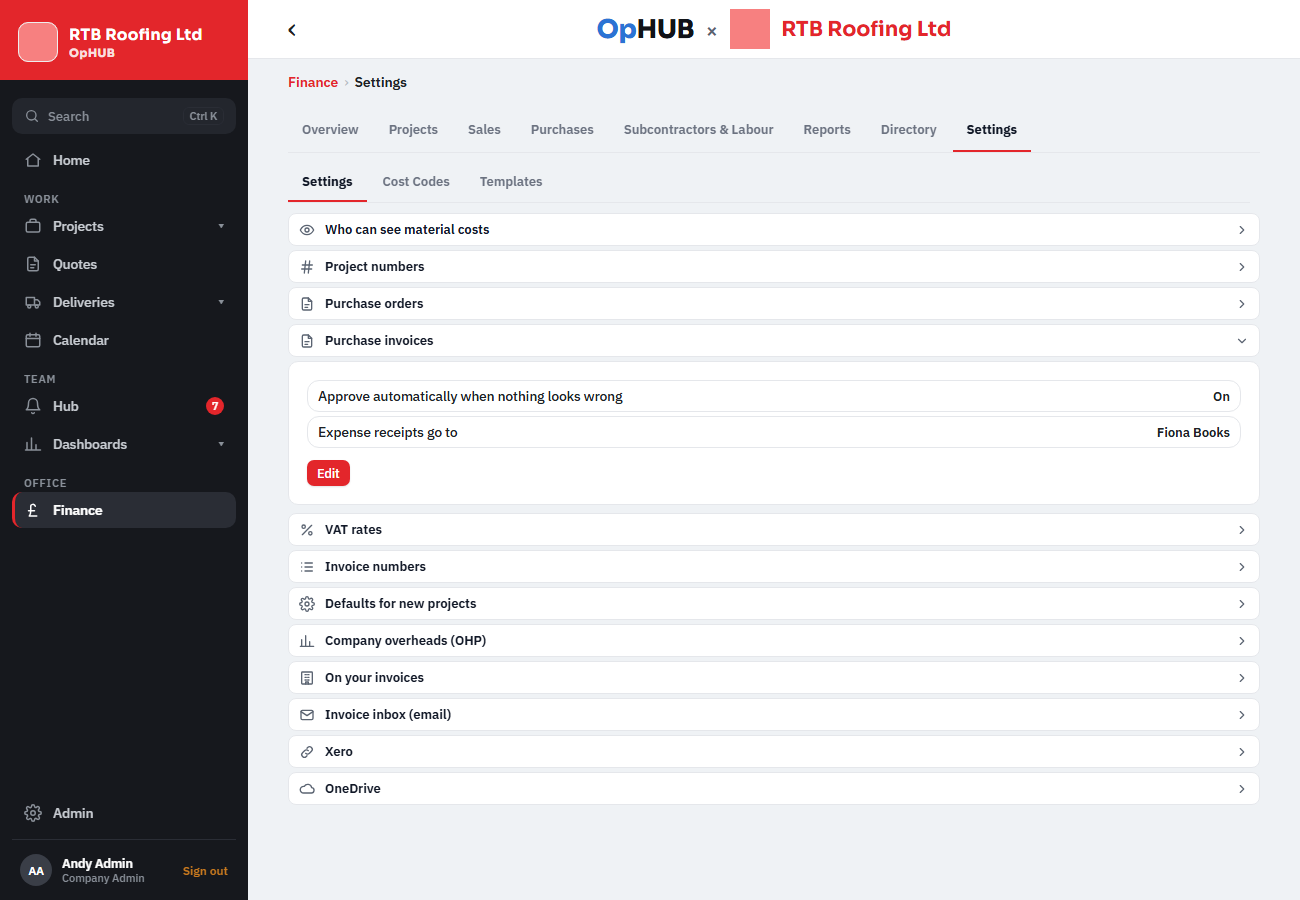 RTB Roofing Ltd
OpHUB
Search Ctrl K
Home
WORK
Projects
Quotes
Deliveries
Calendar
TEAM
Hub 7
Dashboards
OFFICE
£ Finance
Admin
AA Andy Admin
Company Admin
Sign out
OpHUB × RTB Roofing Ltd
Finance › Settings
Overview Projects Sales Purchases Subcontractors & Labour Reports Directory Settings
Settings Cost Codes Templates
Who can see material costs
# Project numbers
Purchase orders
Purchase invoices
Approve automatically when nothing looks wrong On
Expense receipts go to Fiona Books
Edit
% VAT rates
Invoice numbers
Defaults for new projects
Company overheads (OHP)
On your invoices
Invoice inbox (email)
Xero
OneDrive